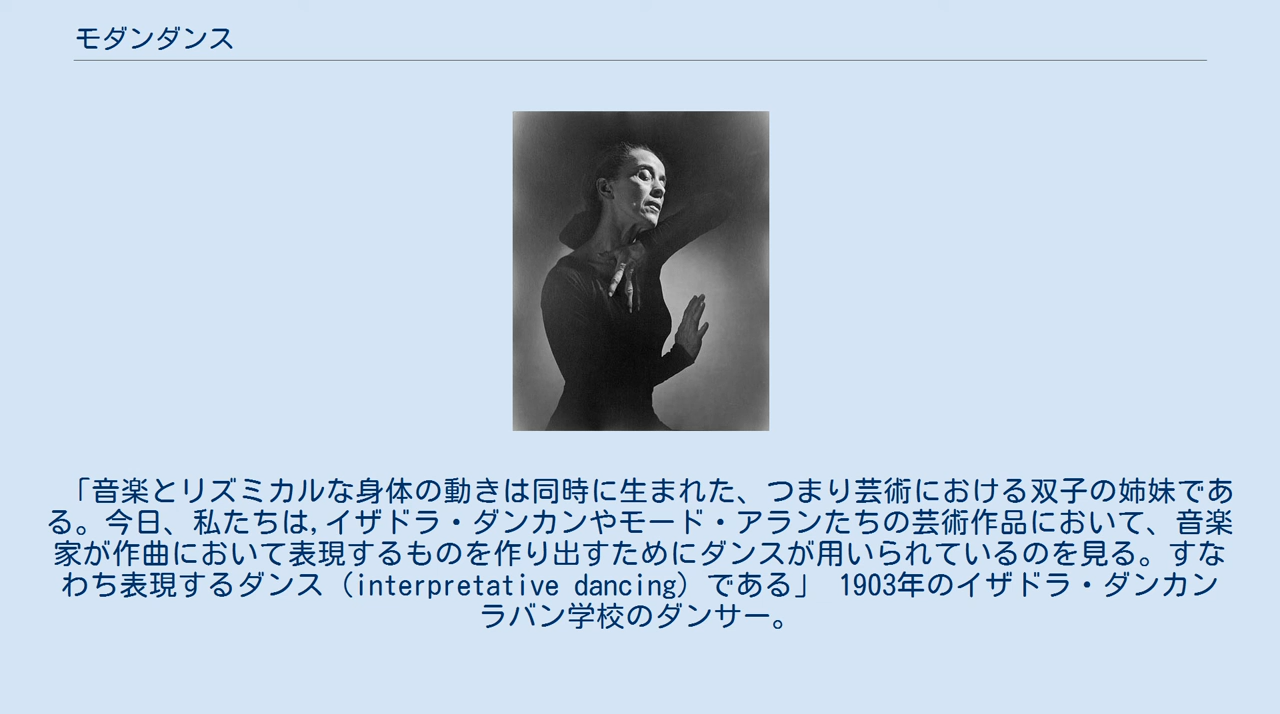 モダンダンス
「音楽とリズミカルな身体の動きは同時に生まれた、つまり芸術における双子の姉妹であ
る。今日、私たちは,イザドラ・ダンカンやモード・アランたちの芸術作品において、音楽
家が作曲において表現するものを作り出すためにダンスが用いられているのを見る。すな
わち表現するダンス（interpretative dancing）である」 1903年のイザドラ・ダンカン
ラバン学校のダンサー。